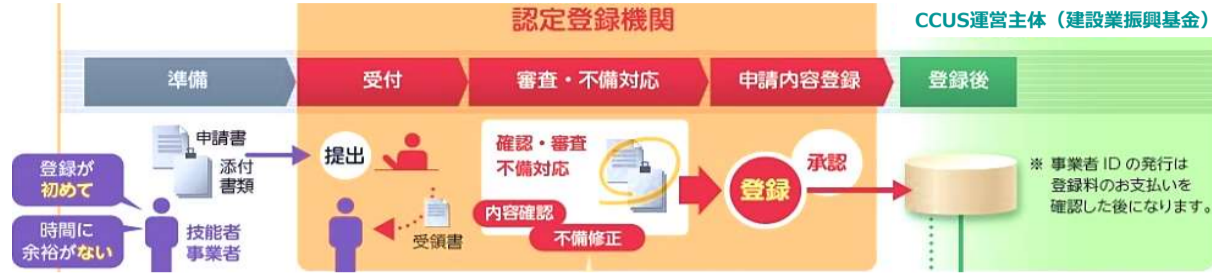 認定登録機関
CCUS運営主体（建設業振興基金）
準備
受付
審査・不備対応
申請内容登録
登録後
申請書
添付
書類
登録が
初めて
時間に
余裕がない
技能者
事業者
提出
受領書
確認・審査
不備対応
内容確認
不備修正
登録
承認
※ 事業者 ID の発行は
登録料のお支払いを
確認した後になります。